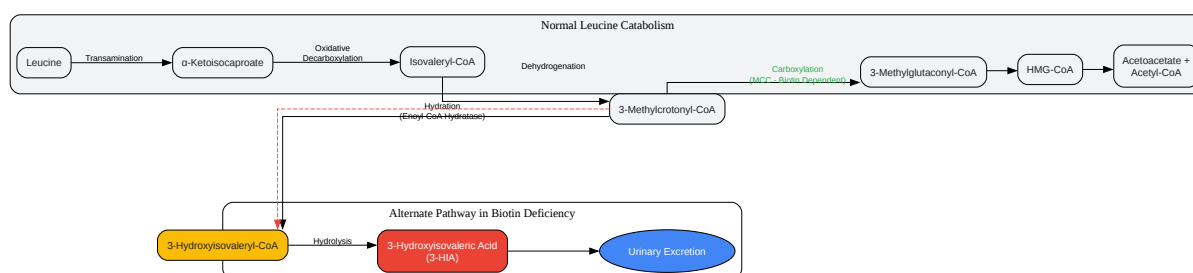 Normal Leucine Catabolism
Leucine
Transamination
α-Ketoisocaproate
Oxidative
Decarboxylation
Isovaleryl-CoA
Dehydrogenation
Carboxylation
(MCC - Biotin Dependent)
3-Methylglutaconyl-CoA
HMG-CoA
Acetoacetate +
Acetyl-CoA
Hydration
(Enoyl-CoA Hydratase)
3-Methylcrotonyl-CoA
Alternate Pathway in Biotin Deficiency
3-Hydroxyisovaleryl-CoA
Hydrolysis
3-Hydroxyisovaleric Acid
(3-HIA)
Urinary Excretion